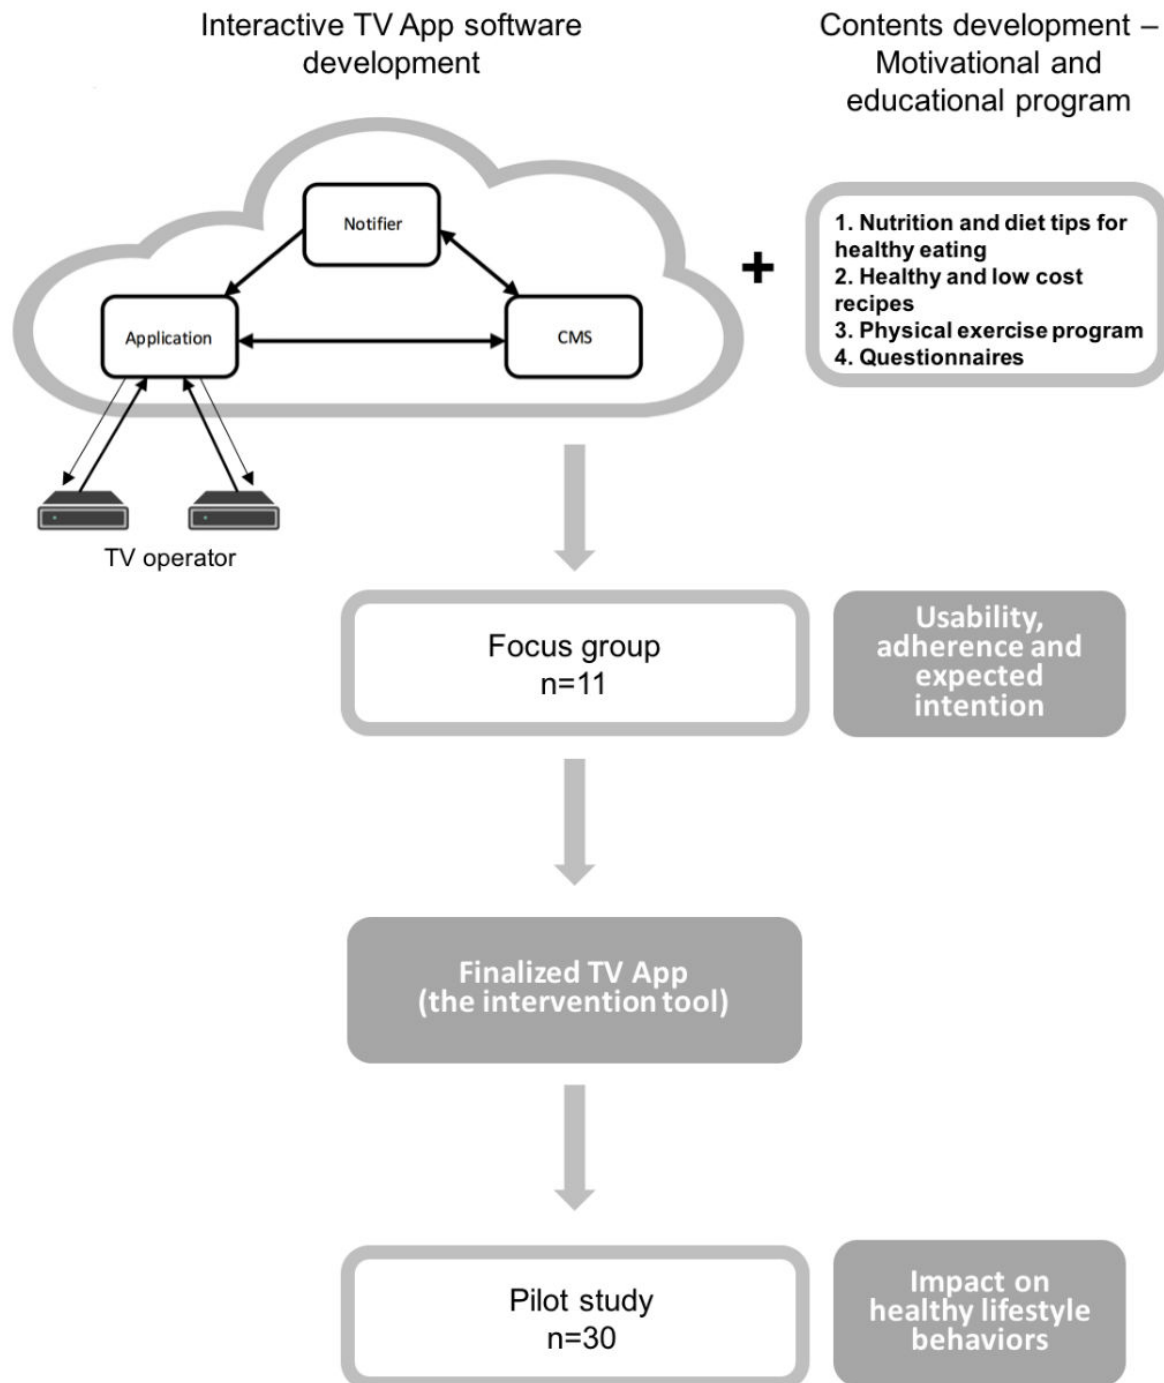 Interactive TV App software
development
Contents development –
Motivational and
educational program
Notifier
Application
CMS
+
1. Nutrition and diet tips for
healthy eating
2. Healthy and low cost
recipes
3. Physical exercise program
4. Questionnaires
TV operator
Focus group
n=11
Usability,
adherence and
expected
intention
Finalized TV App
(the intervention tool)
Pilot study
n=30
Impact on
healthy lifestyle
behaviors